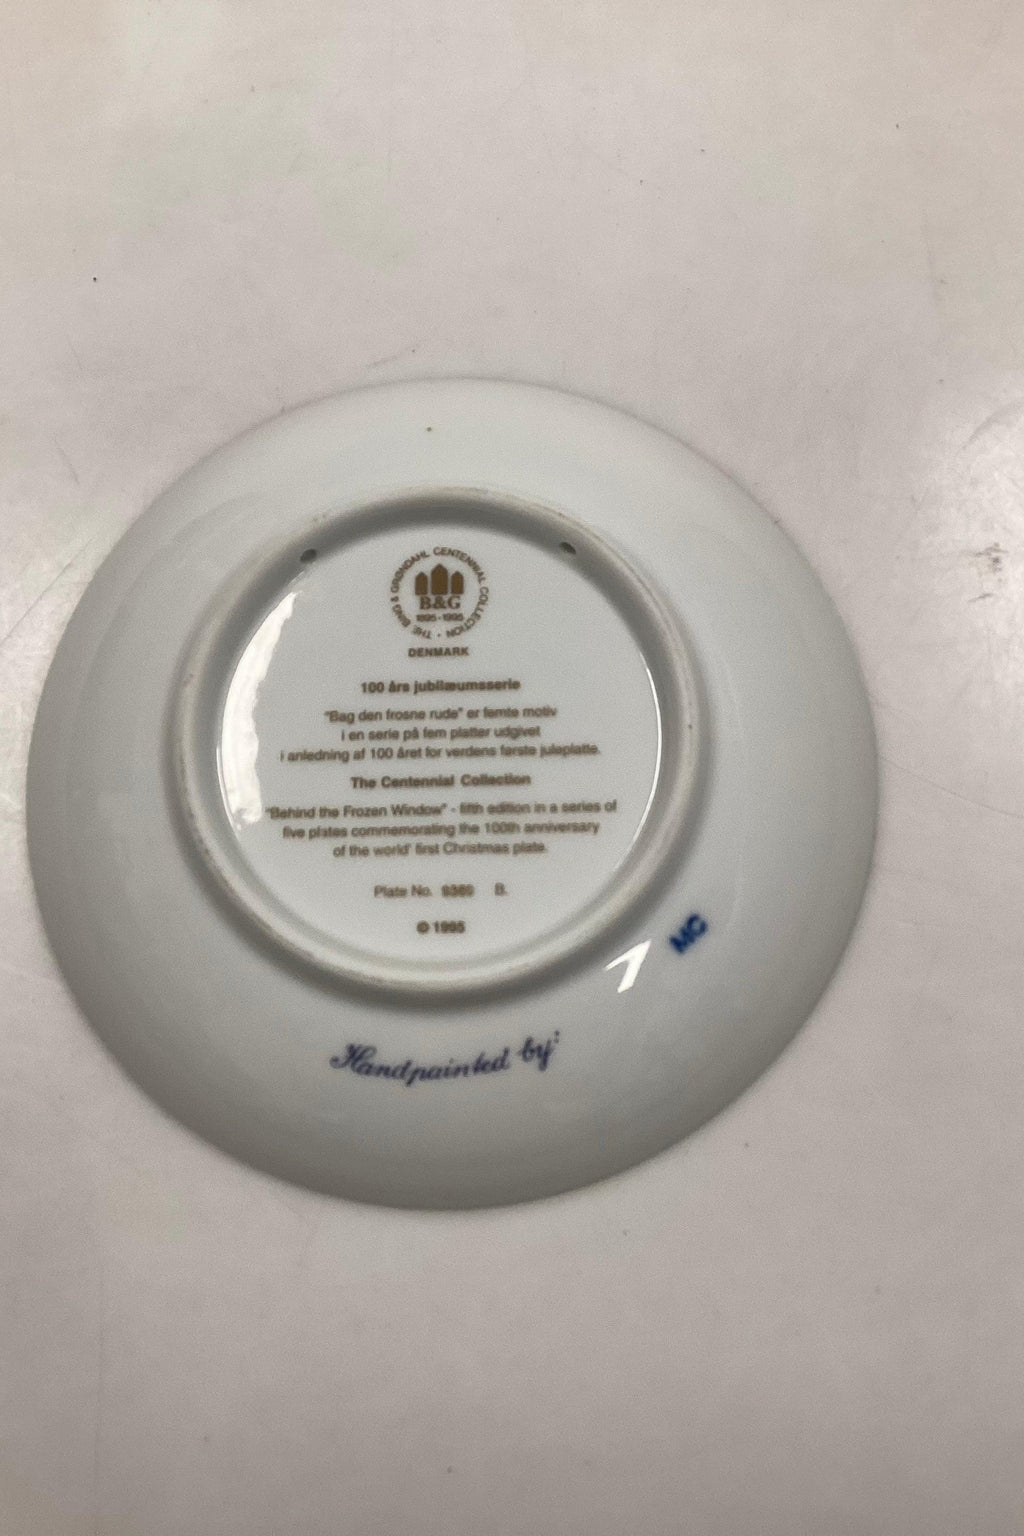 THE BING & GRØNDAHL CENTENNIAL COLLECTION •
B&G
1895-1995
DENMARK
100 års jubilæumsserie
"Bag den frosne rude" er femte motiv
i en serie på fem platter udgivet
i anledning af 100 året for verdens første juleplatte.
The Centennial Collection
"Behind the Frozen Window" - fifth edition in a series of
five plates commemorating the 100th anniversary
of the world' first Christmas plate.
Plate No. B.
© 1995
MG
Handpainted by: